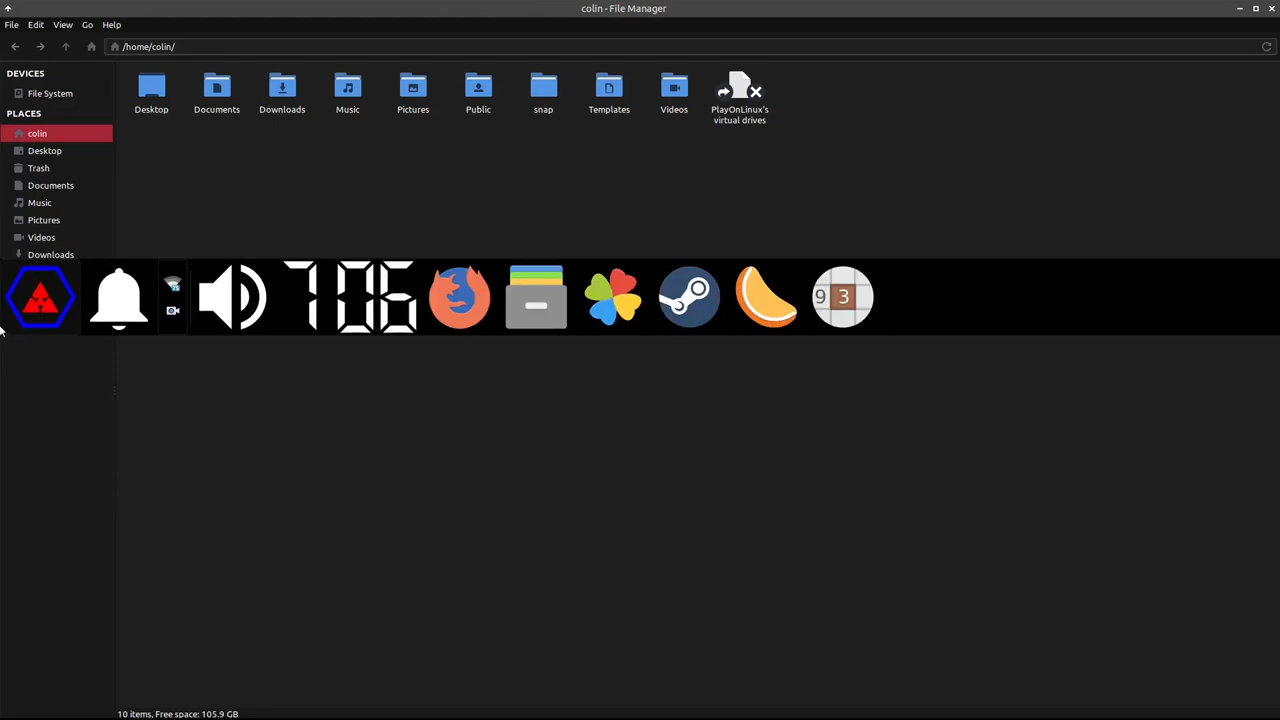 colin - File Manager
File Edit View Go Help
/home/colin/
DEVICES
File System
PLACES
colin
Desktop
Trash
Documents
Music
Pictures
Videos
Downloads
Desktop Documents Downloads Music Pictures Public snap Templates Videos PlayOnLinux's
virtual drives
7 06
9 3
10 items, Free space: 105.9 GB